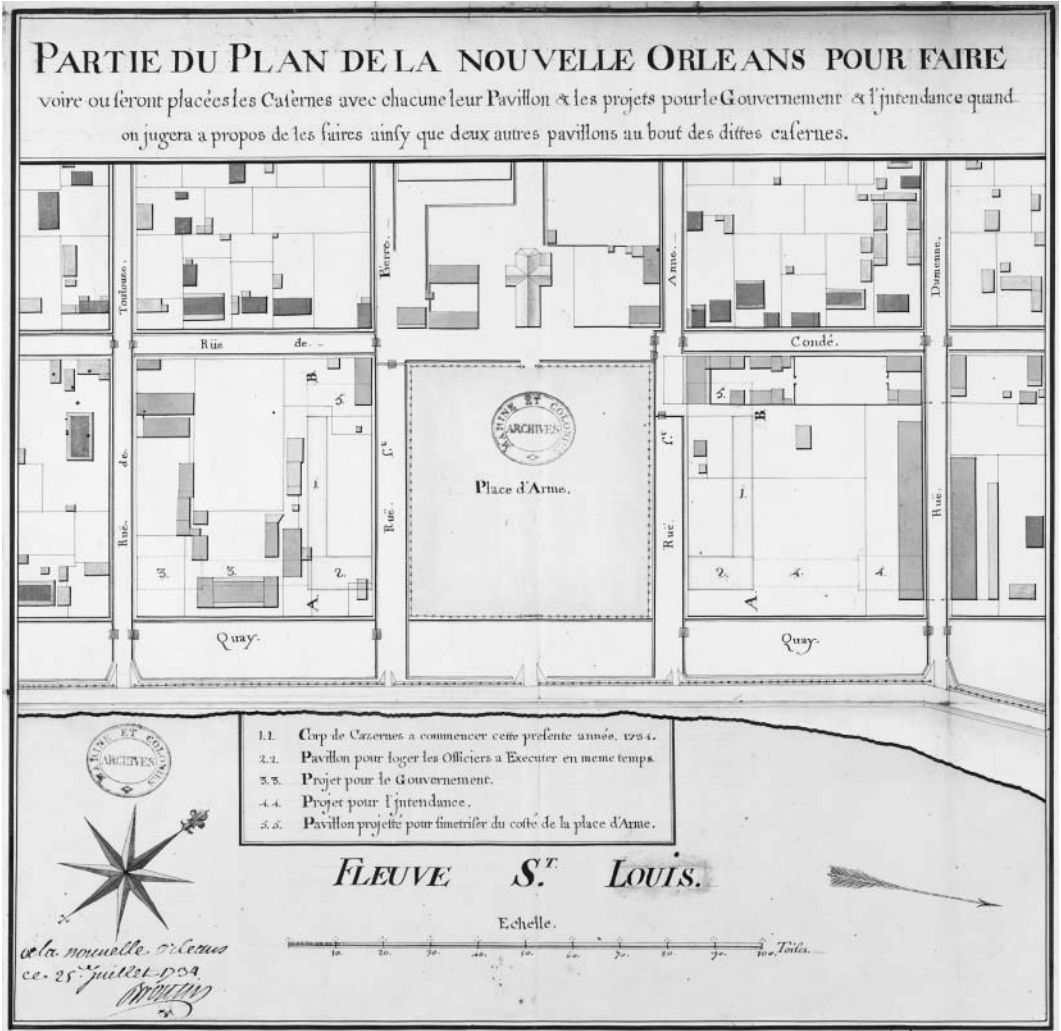 PARTIE DU PLAN DE LA NOUVELLE ORLEANS POUR FAIRE
voire ou seront placées les Casernes avec chacune leur Pavillon & les projets pour le Gouvernement & l'jntendance quand
on jugera a propos de les faires ainsy que deux autres pavillons au bout des dittes casernes.
Rüe de Toulouze.
Rüe St. Pierre.
Rüe St. Anne.
Rüe Dumenne.
Rüe de Condé.
B.
5.
1.
3.
3.
2.
A.
MARINE ET COLONIES
ARCHIVES
Place d'Arme.
5.
B.
1.
2.
4.
4.
A.
Quay.
Quay.
MARINE ET COLONIES
ARCHIVES
1.1. Corp de Cazernes a commencer cette presente année. 1734.
2.2. Pavillon pour loger les Officiers a Executer en meme temps.
3.3. Projet pour le Gouvernement.
4.4. Projet pour l'jntendance.
5.5. Pavillon projetté pour simetriser du costé de la place d'Arme.
FLEUVE ST. LOUIS.
Echelle.
10. 20. 30. 40. 50. 60. 70. 80. 90. 100. Toises.
a la nouvelle orleans
ce 25e Juillet 1734
Broutin